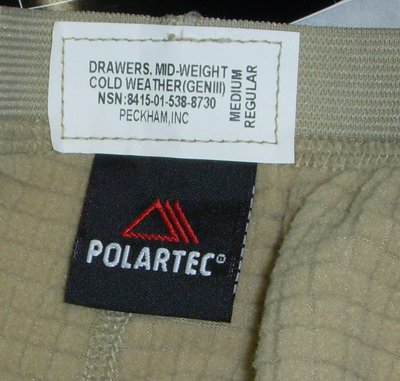 DRAWERS, MID-WEIGHT
COLD WEATHER(GENIII)
NSN:8415-01-538-8730
PECKHAM,INC
MEDIUM
REGULAR
POLARTEC®